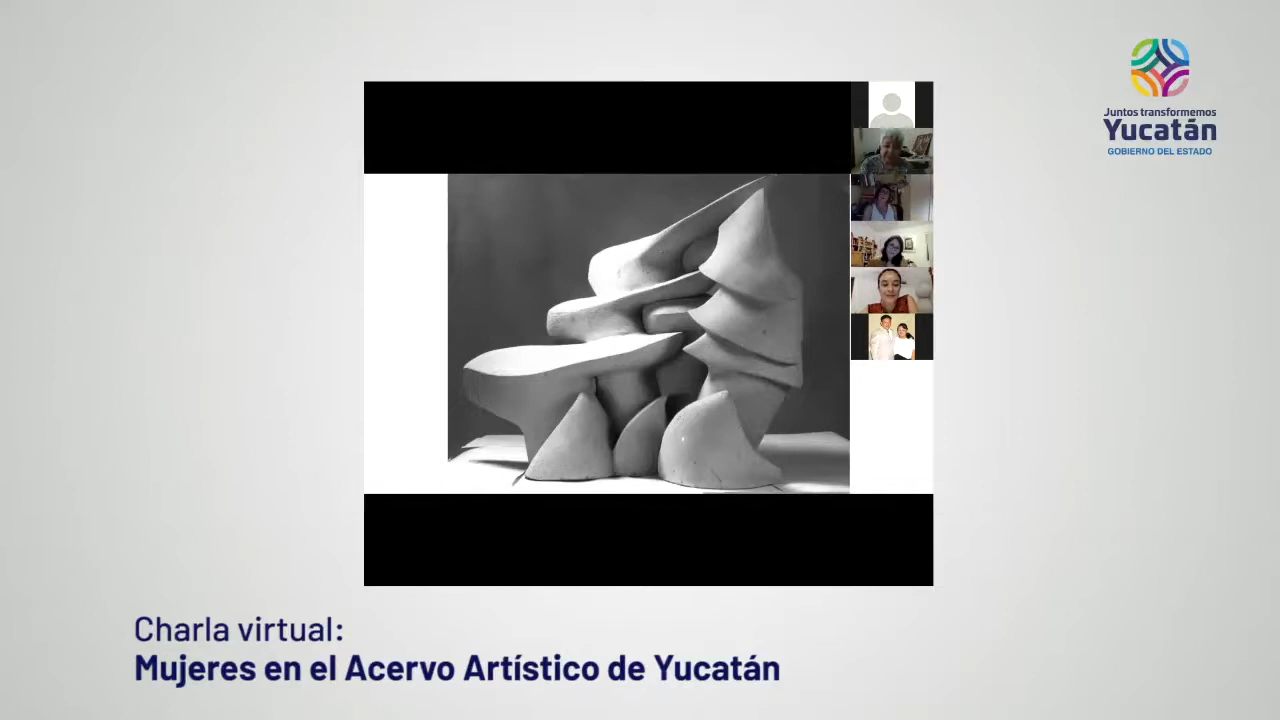 Juntos transformemos
Yucatán
GOBIERNO DEL ESTADO
Charla virtual:
Mujeres en el Acervo Artístico de Yucatán